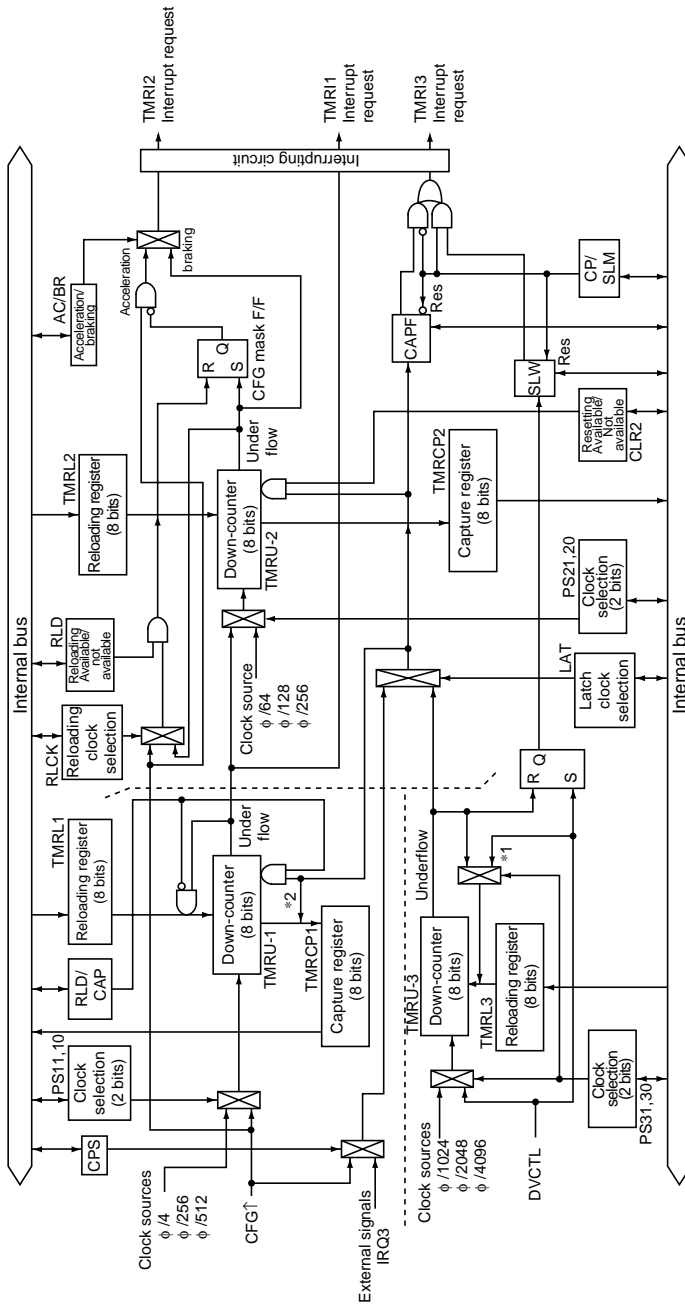 Internal bus
CPS
PS11,10
Clock
selection
(2 bits)
RLD/
CAP
TMRL1
Reloading register
(8 bits)
RLCK
Reloading
clock
selection
RLD
Reloading
Available/
not
available
TMRL2
Reloading register
(8 bits)
AC/BR
Acceleration/
braking
Acceleration
braking
TMRI2
Interrupt request
Clock sources
ϕ /4
ϕ /256
ϕ /512
CFG↑
External signals
IRQ3
Down-counter
(8 bits)
TMRU-1
Under
flow
*2
TMRCP1
Capture register
(8 bits)
Clock source
ϕ /64
ϕ /128
ϕ /256
Down-counter
(8 bits)
TMRU-2
Under
flow
R
Q
S
CFG mask F/F
Interrupting circuit
TMRI1
Interrupt
request
TMRI3
Interrupt
request
TMRCP2
Capture register
(8 bits)
CAPF
Res
Clock sources
ϕ /1024
ϕ /2048
ϕ /4096
DVCTL
TMRU-3
Down-counter
(8 bits)
Underflow
TMRL3
Reloading register
(8 bits)
*1
Clock
selection
(2 bits)
PS31,30
R
Q
S
LAT
Latch
clock
selection
PS21,20
Clock
selection
(2 bits)
Resetting
Available/
Not
available
CLR2
SLW
Res
CP/
SLM
Internal bus